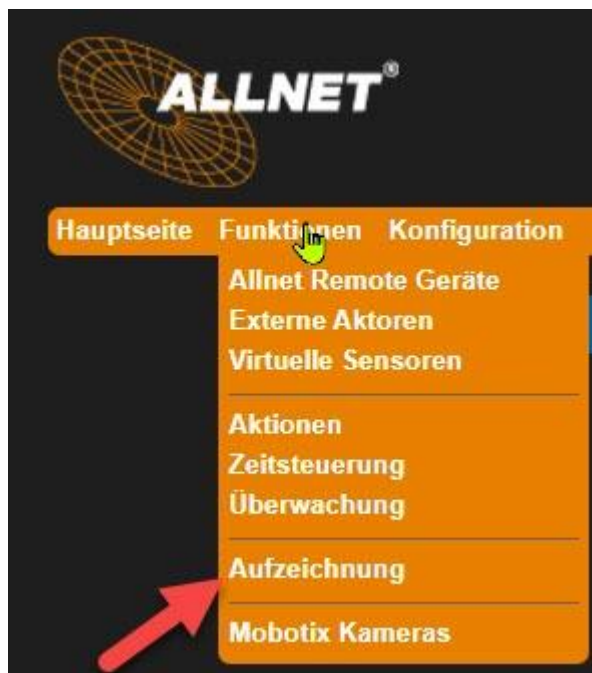 ALLNET®
Hauptseite Funktionen Konfiguration
Allnet Remote Geräte
Externe Aktoren
Virtuelle Sensoren
Aktionen
Zeitsteuerung
Überwachung
Aufzeichnung
Mobotix Kameras